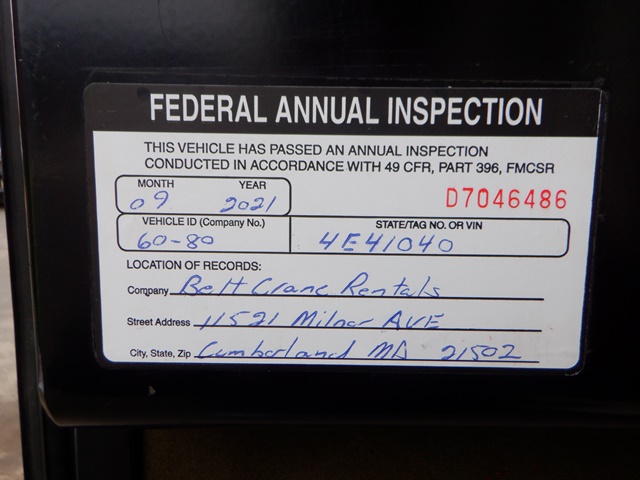 FEDERAL ANNUAL INSPECTION
THIS VEHICLE HAS PASSED AN ANNUAL INSPECTION
CONDUCTED IN ACCORDANCE WITH 49 CFR, PART 396, FMCSR
MONTH YEAR
09 2021
D7046486
VEHICLE ID (Company No.) STATE/TAG NO. OR VIN
60-80 4E41040
LOCATION OF RECORDS:
Company Belt Crane Rentals
Street Address 11521 Milnor AVE
City, State, Zip Cumberland MD 21502